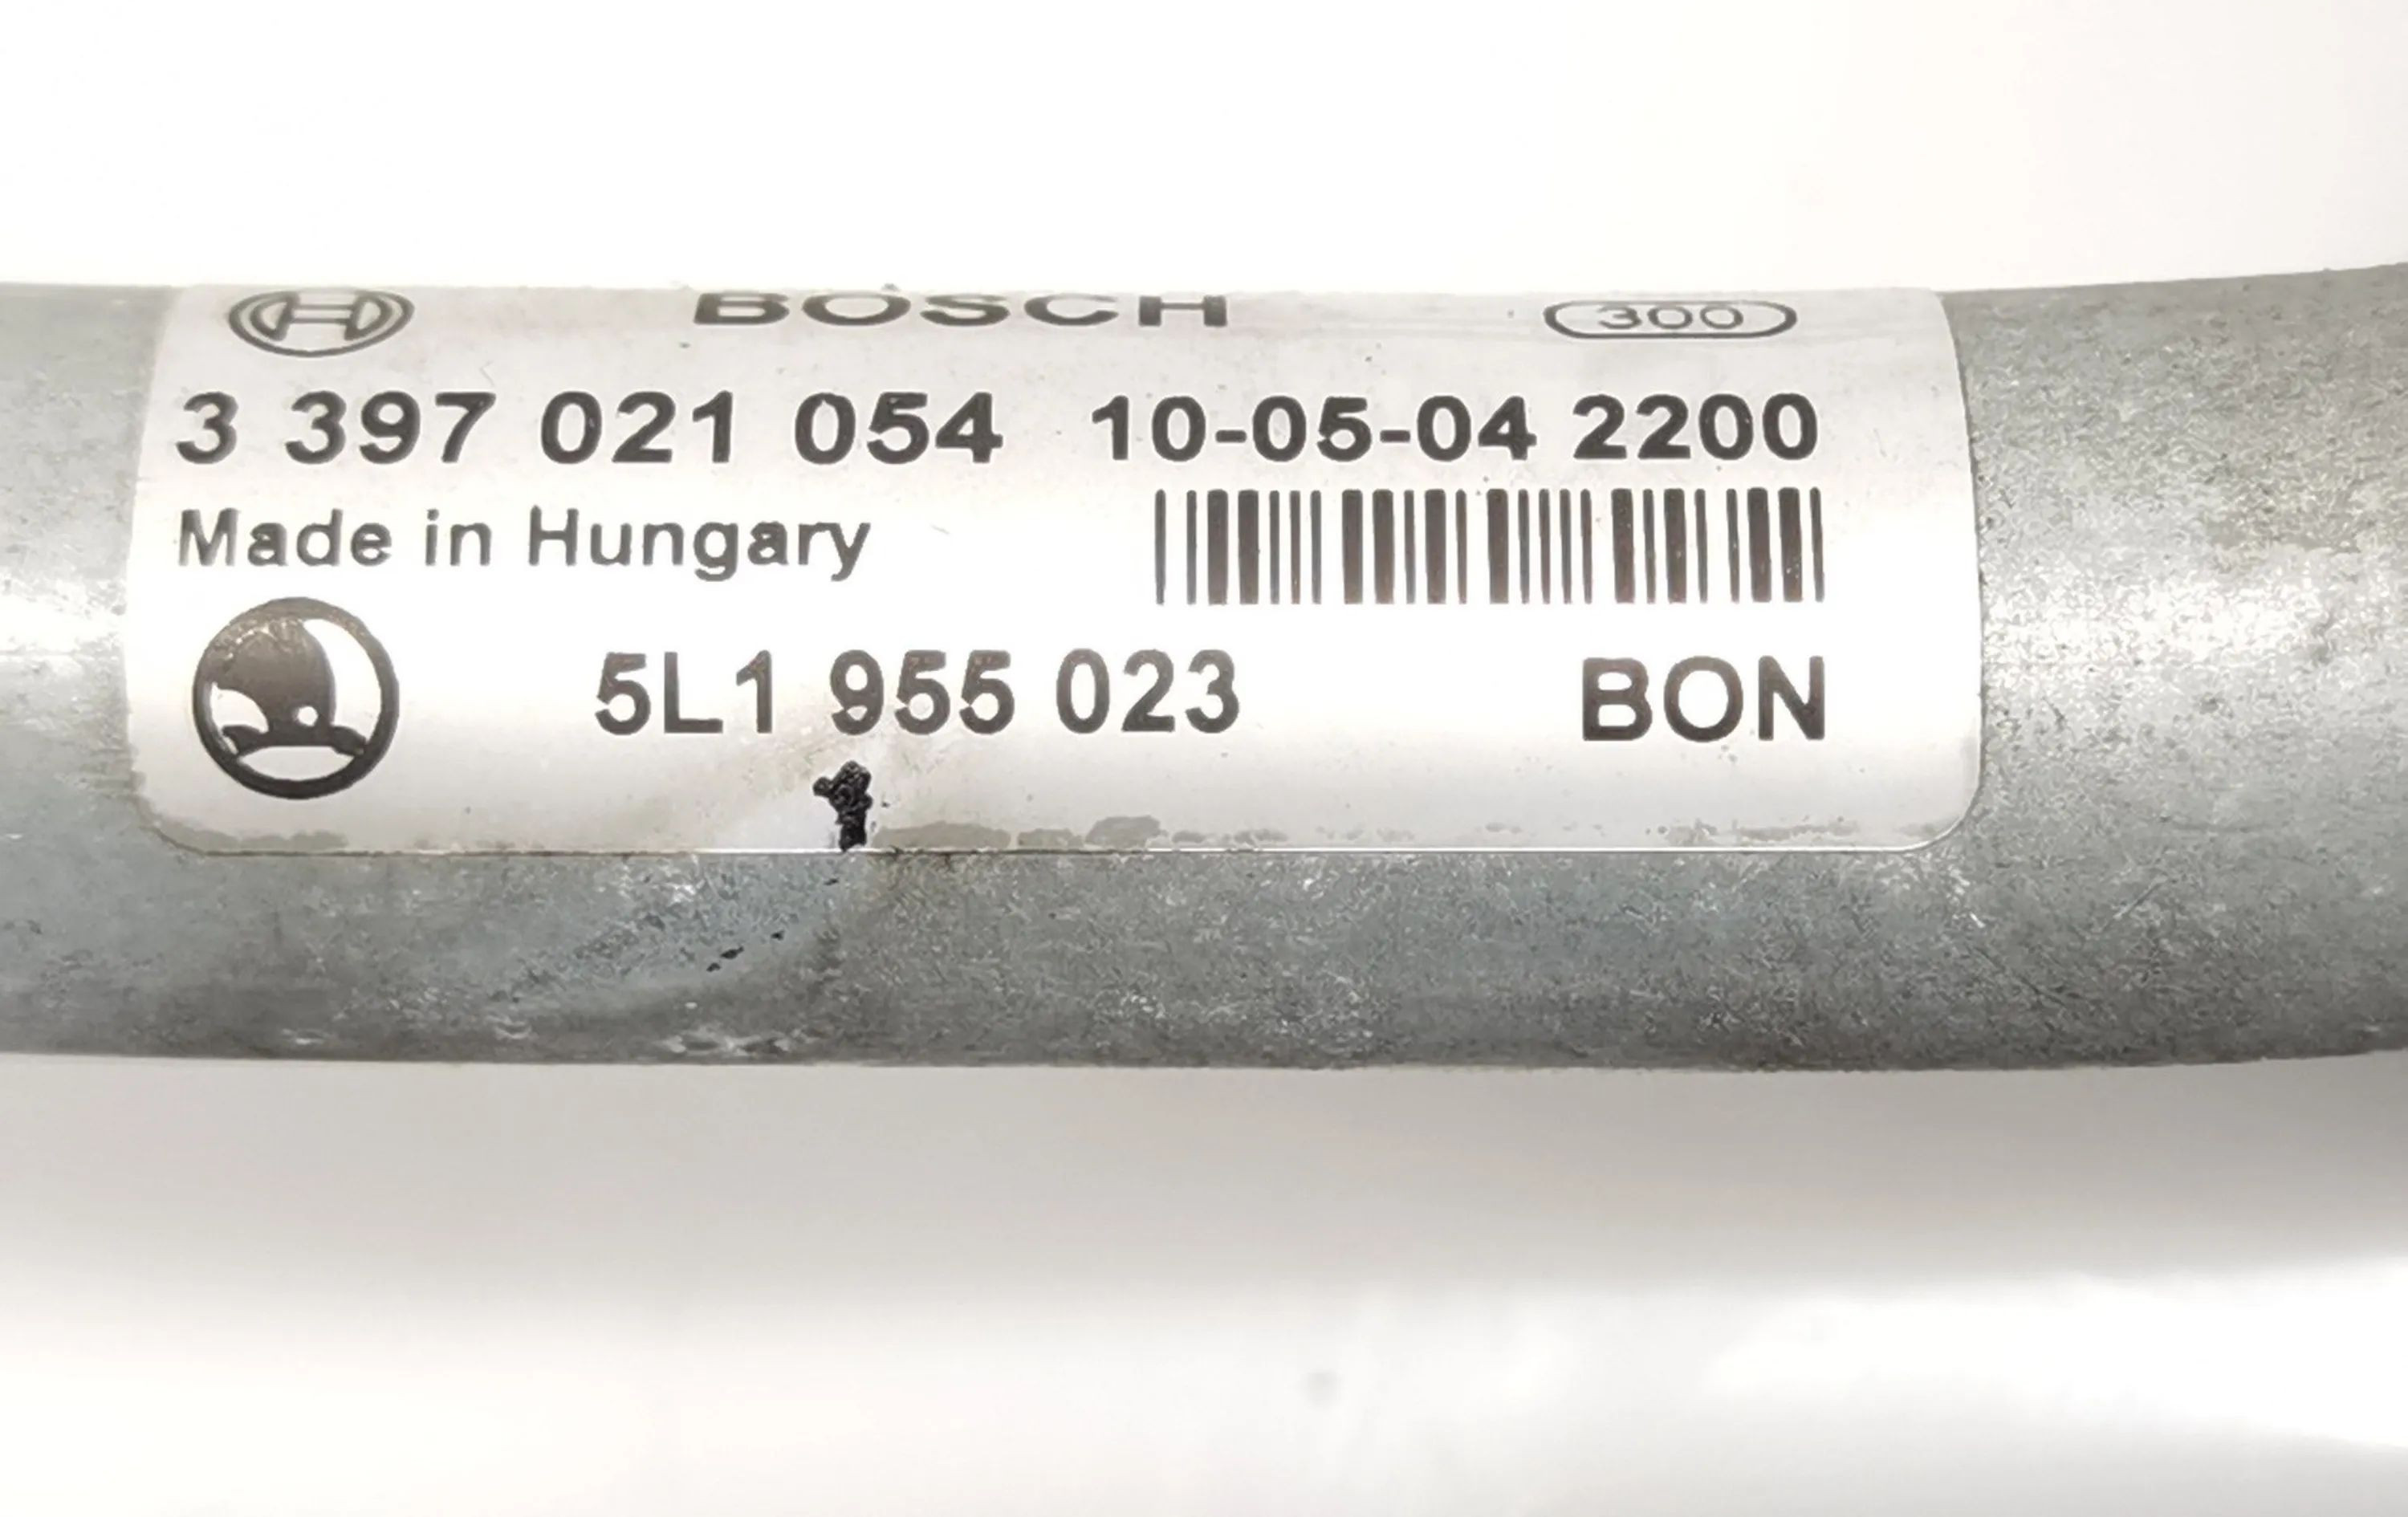 BOSCH 300
3 397 021 054 10-05-04 2200
Made in Hungary
5L1 955 023 BON